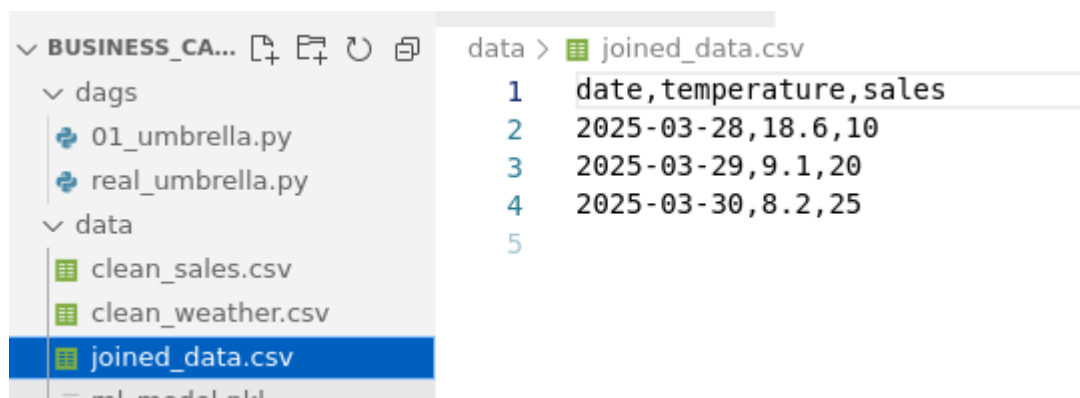 BUSINESS_CA...
dags
01_umbrella.py
real_umbrella.py
data
clean_sales.csv
clean_weather.csv
joined_data.csv
ml_model.pkl
data > joined_data.csv
1 date,temperature,sales
2 2025-03-28,18.6,10
3 2025-03-29,9.1,20
4 2025-03-30,8.2,25
5